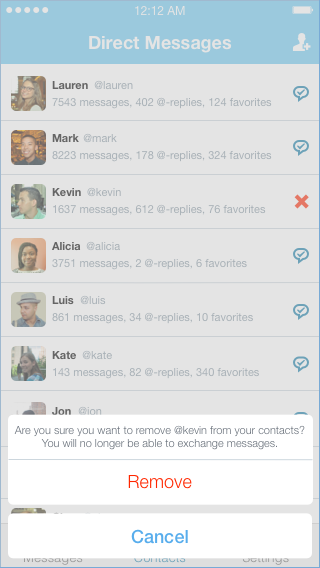 12:12 AM
Direct Messages
Lauren @lauren
7543 messages, 402 @-replies, 124 favorites
Mark @mark
8223 messages, 178 @-replies, 324 favorites
Kevin @kevin
1637 messages, 612 @-replies, 76 favorites
Alicia @alicia
3751 messages, 2 @-replies, 6 favorites
Luis @luis
861 messages, 34 @-replies, 10 favorites
Kate @kate
143 messages, 82 @-replies, 340 favorites
Jon @jon
Are you sure you want to remove @kevin from your contacts?
You will no longer be able to exchange messages.
Remove
Cancel
Messages Contacts Settings